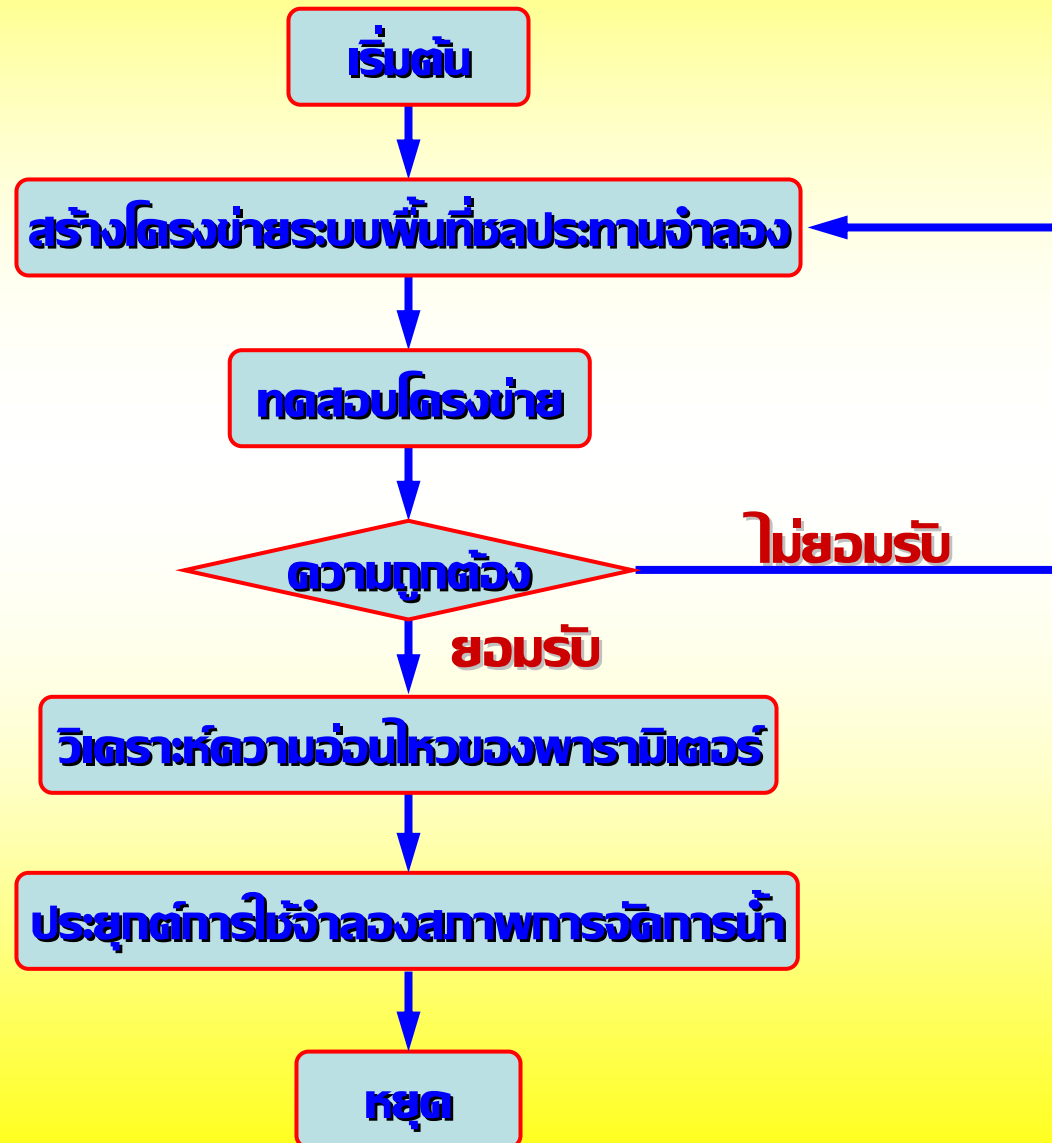 เริ่มต้น
สร้างโครงข่ายระบบพื้นที่ชลประทานจำลอง
ทดสอบโครงข่าย
ความถูกต้อง
ไม่ยอมรับ
ยอมรับ
วิเคราะห์ความอ่อนไหวของพารามิเตอร์
ประยุกต์การใช้จำลองสภาพการจัดการน้ำ
หยุด